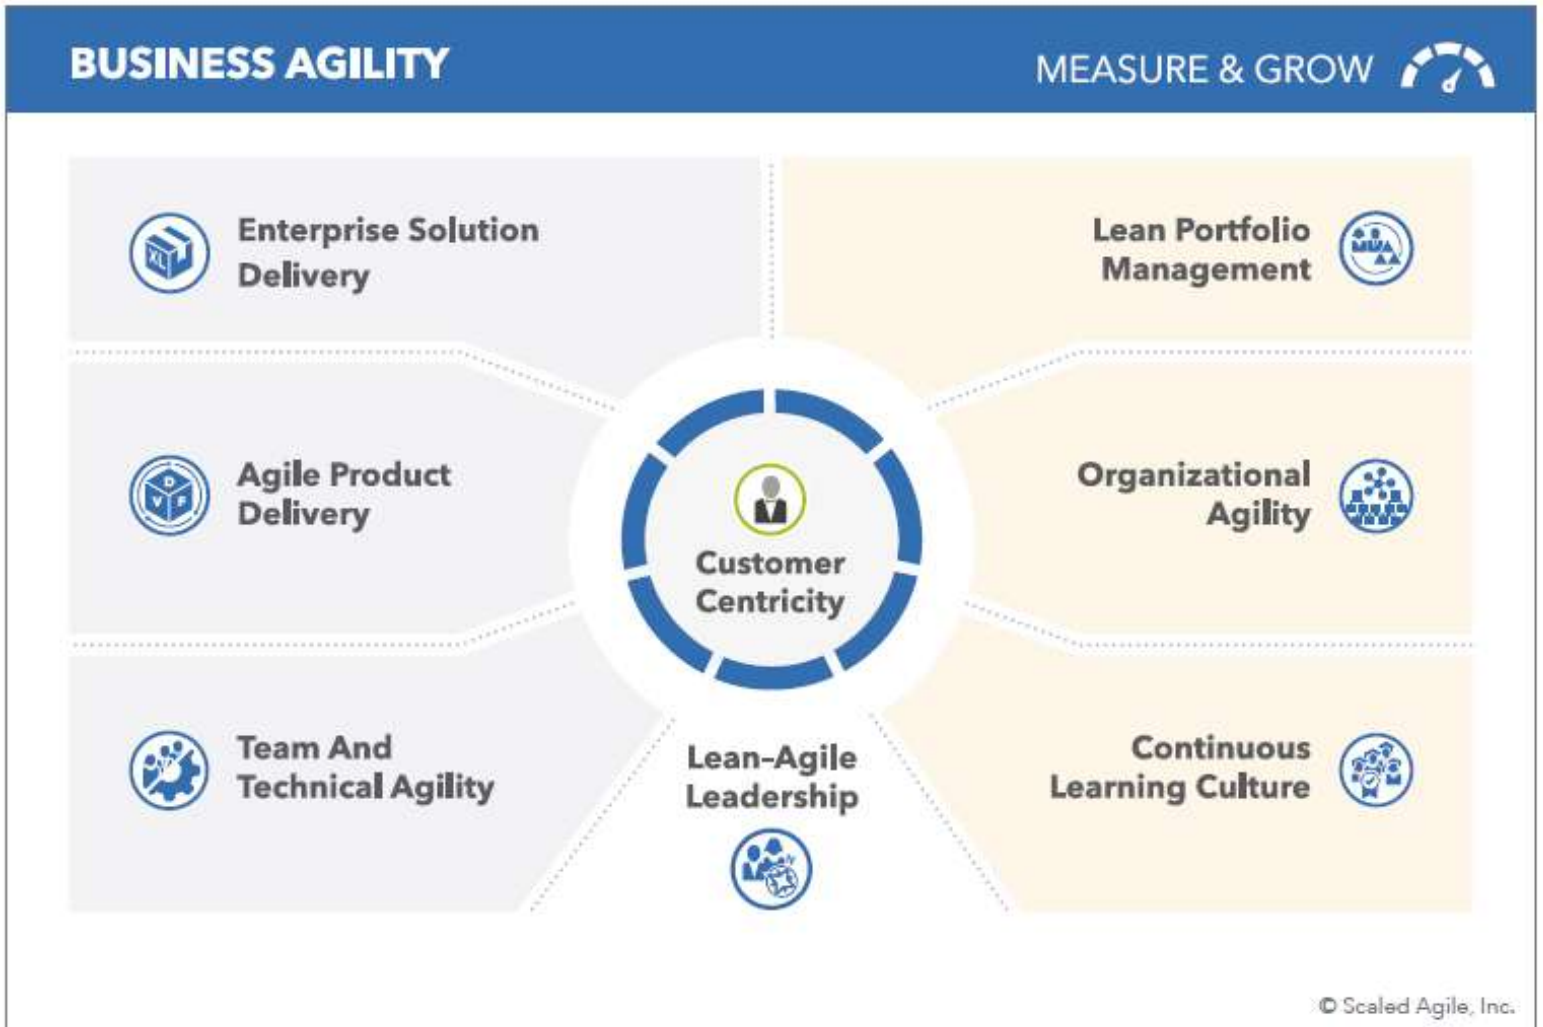 BUSINESS AGILITY
MEASURE & GROW
Enterprise Solution
Delivery
XL
Lean Portfolio
Management
Agile Product
Delivery
D
V F
Organizational
Agility
Customer
Centricity
Team And
Technical Agility
Lean-Agile
Leadership
Continuous
Learning Culture
© Scaled Agile, Inc.